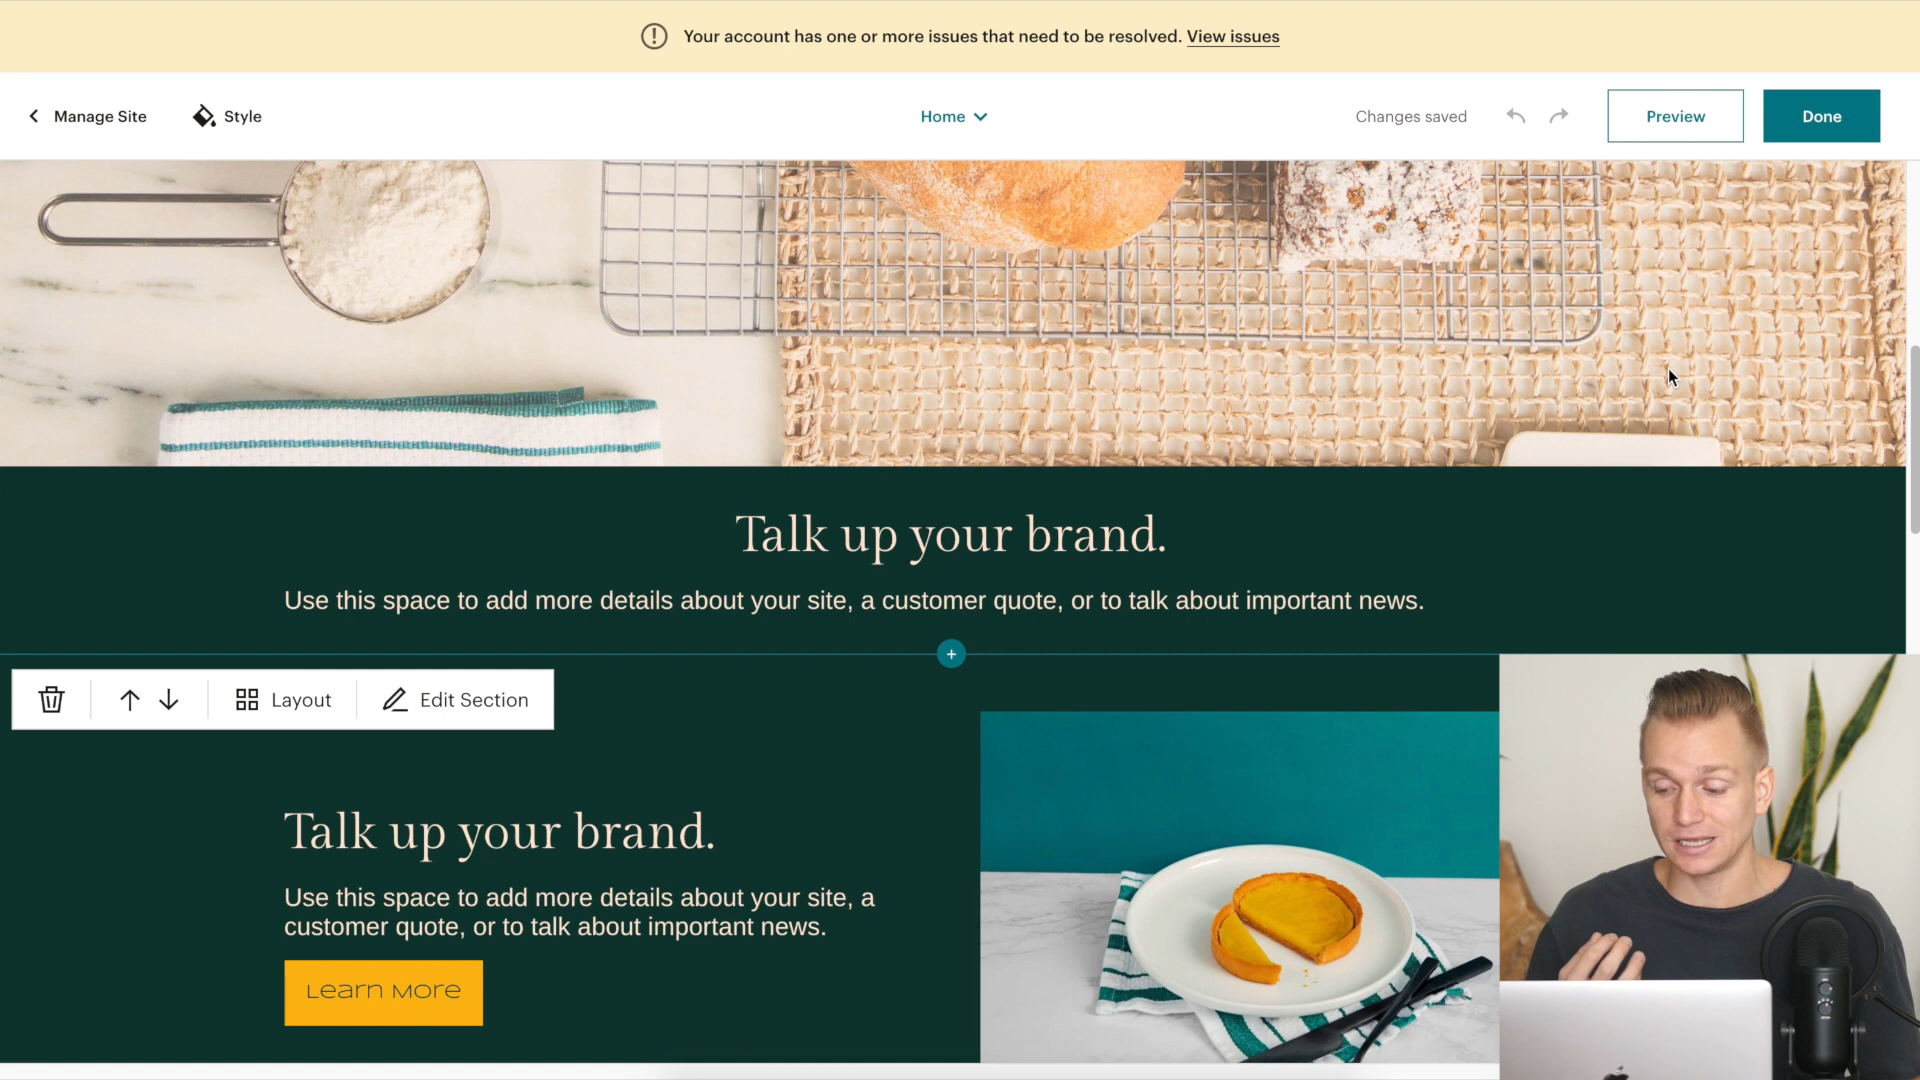 Your account has one or more issues that need to be resolved. View issues
Manage Site
Style
Home
Changes saved
Preview
Done
Talk up your brand.
Use this space to add more details about your site, a customer quote, or to talk about important news.
+
Layout
Edit Section
Talk up your brand.
Use this space to add more details about your site, a
customer quote, or to talk about important news.
Learn More